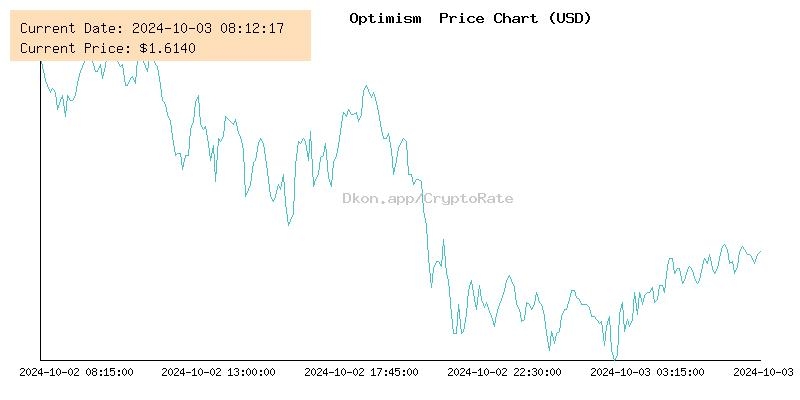 Optimism  Price Chart (USD)
Current Date: 2024-10-03 08:12:17
Current Price: $1.6140
Dkon.app/CryptoRate
2024-10-02 08:15:00 2024-10-02 13:00:00 2024-10-02 17:45:00 2024-10-02 22:30:00 2024-10-03 03:15:00 2024-10-03